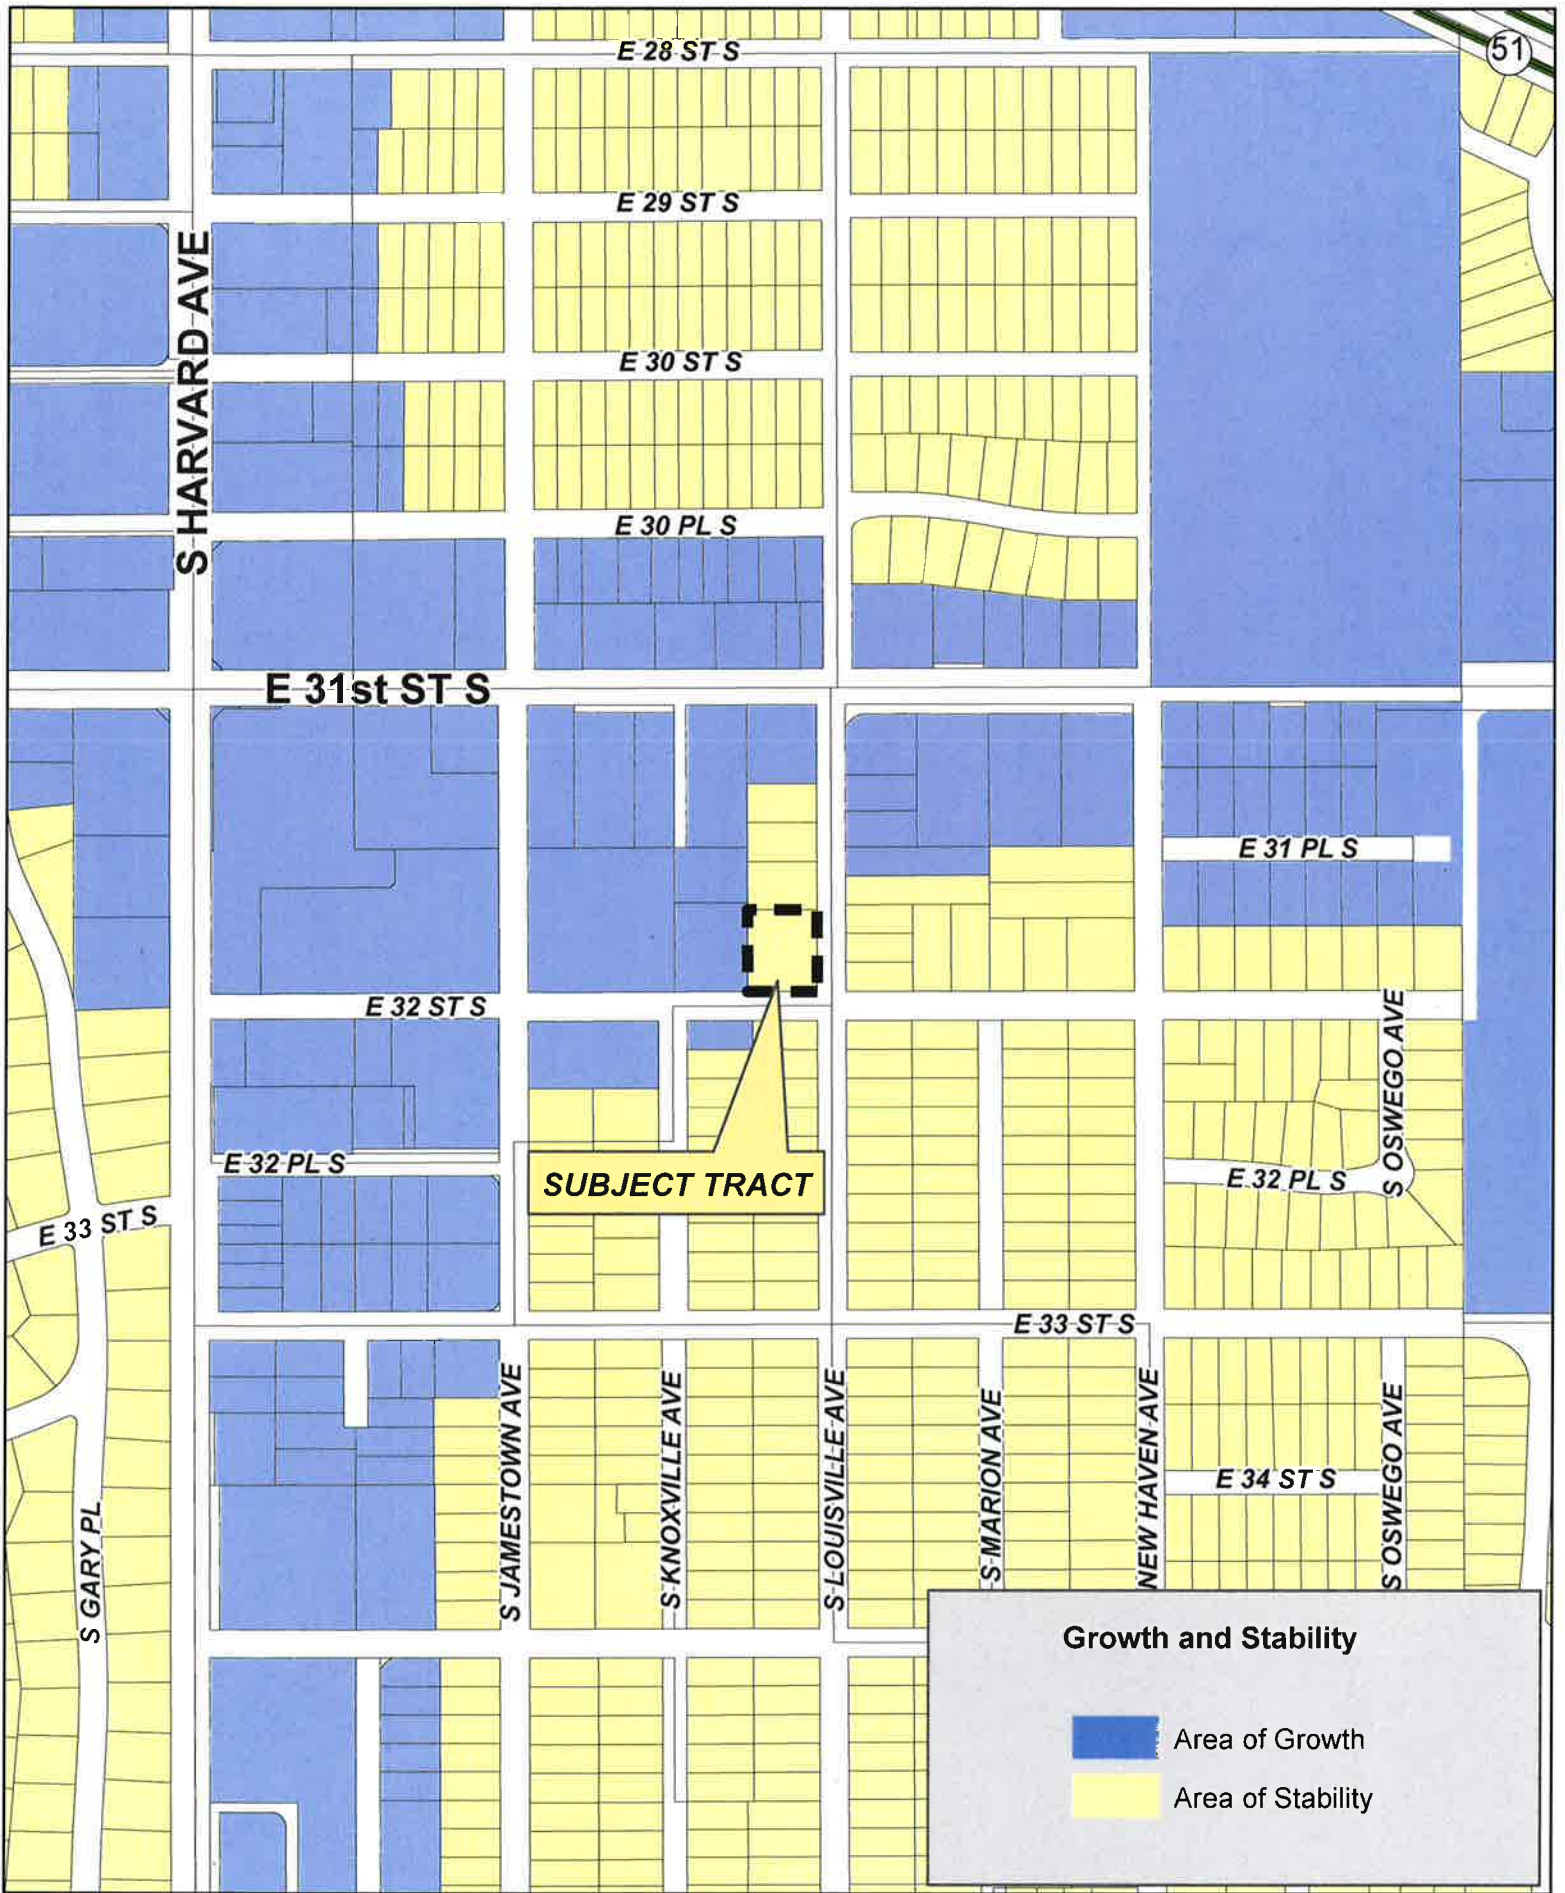 E 28 ST S
51
E 29 ST S
S HARVARD AVE
E 30 ST S
E 30 PL S
E 31st ST S
E 31 PL S
E 32 ST S
S OSWEGO AVE
E 32 PL S
SUBJECT TRACT
E 32 PL S
E 33 ST S
E 33 ST S
S JAMESTOWN AVE
S KNOXVILLE AVE
S LOUISVILLE AVE
S MARION AVE
NEW HAVEN AVE
S OSWEGO AVE
E 34 ST S
S GARY PL
Growth and Stability
Area of Growth
Area of Stability